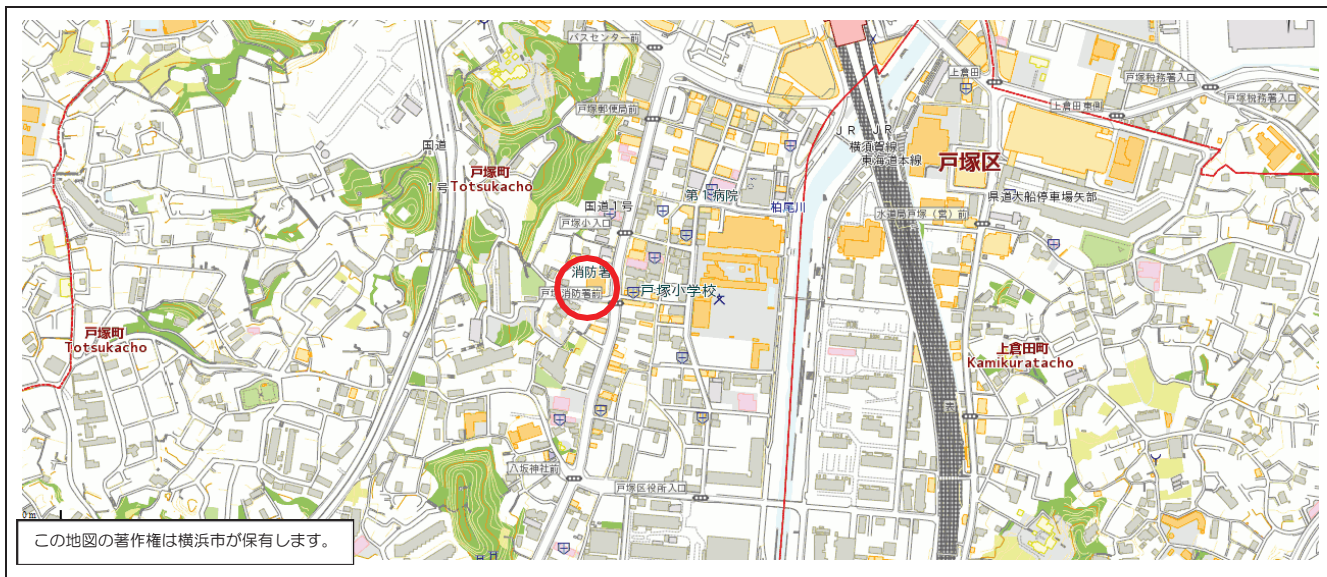 バスセンター前
戸塚郵便局前
国道
1号
戸塚町
Totsukacho
国道1号
戸塚小入口
第1病院
柏尾川
JR JR
横須賀線
東海道本線
戸塚区
上倉田
上倉田東側
戸塚税務署入口
戸塚税務署入口
県道大船停車場矢部
水道局戸塚(営)前
消防署
戸塚消防署前
戸塚小学校
戸塚町
Totsukacho
上倉田町
Kamikuratacho
八坂神社前
戸塚区役所入口
この地図の著作権は横浜市が保有します。